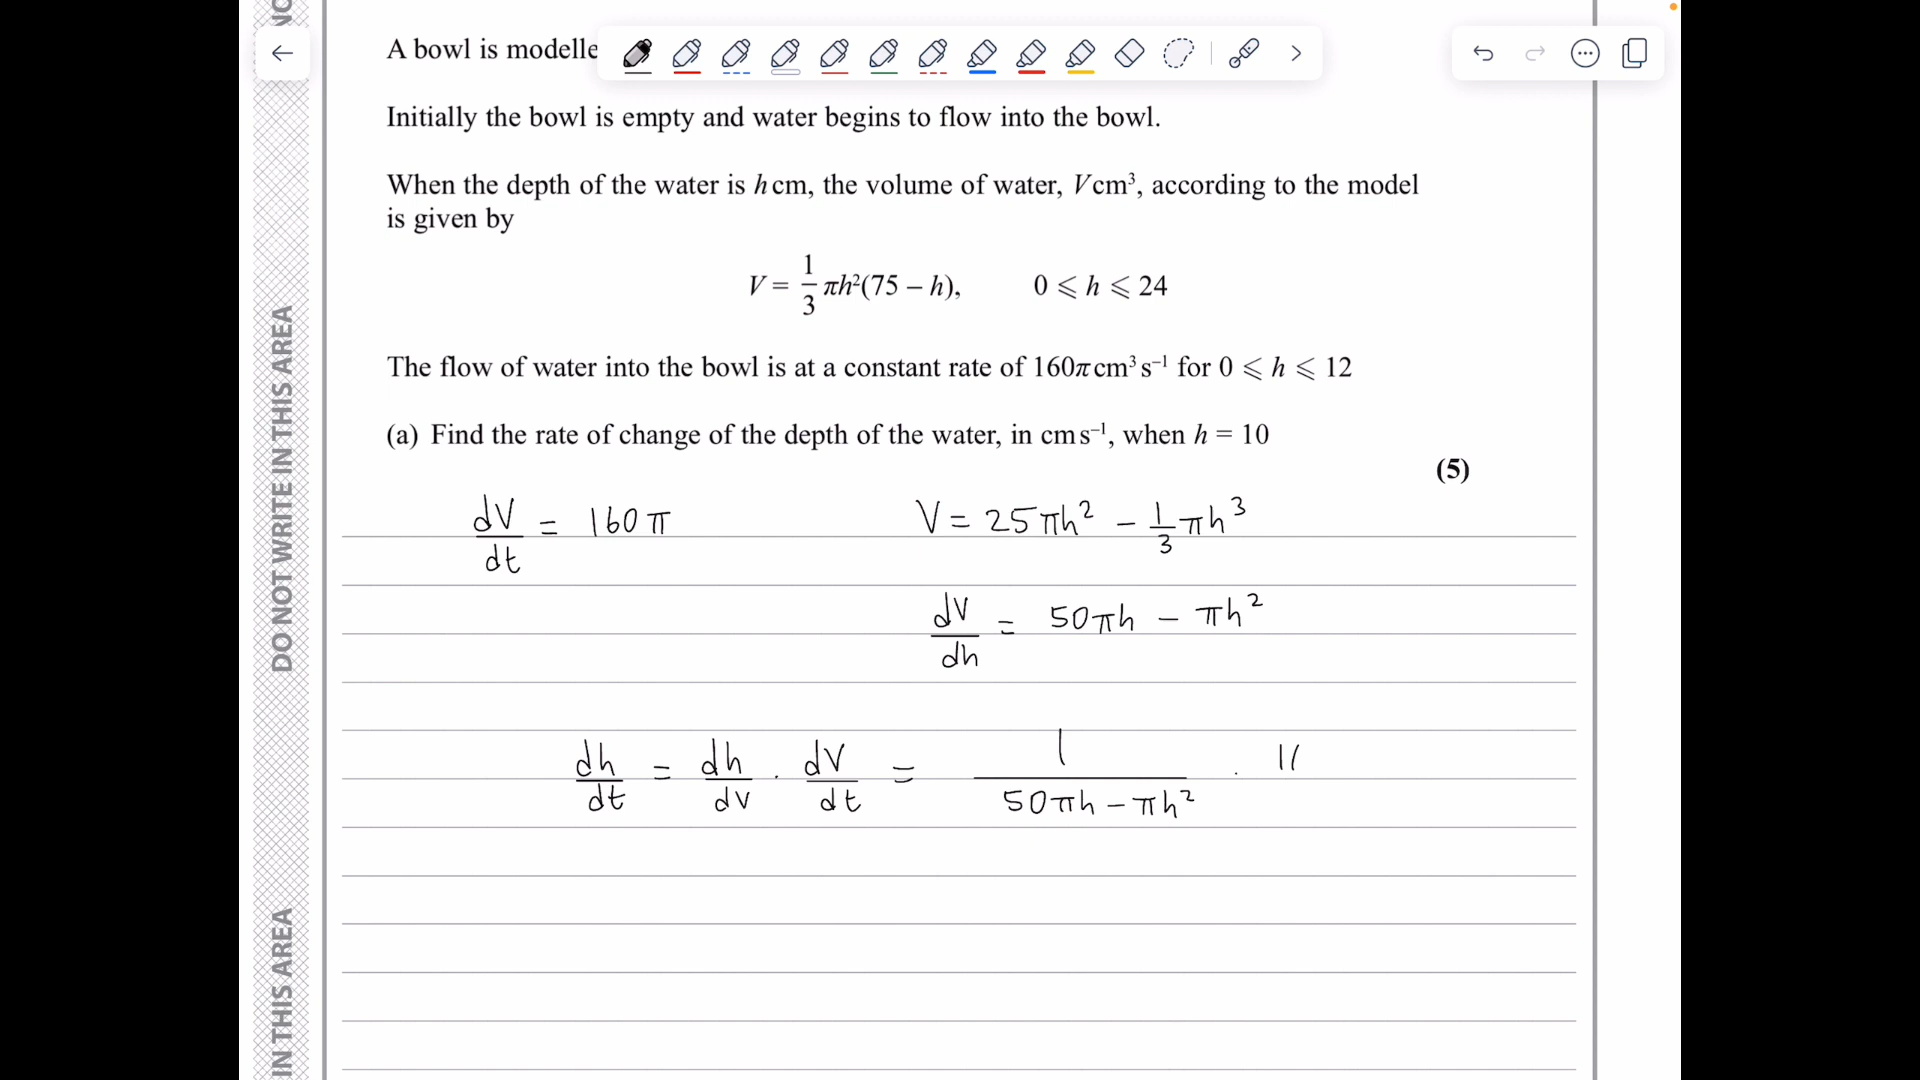 A bowl is modelle
Initially the bowl is empty and water begins to flow into the bowl.
When the depth of the water is h cm, the volume of water, V cm³, according to the model
is given by
V = 1/3 πh²(75 – h), 0 ⩽ h ⩽ 24
The flow of water into the bowl is at a constant rate of 160π cm³ s⁻¹ for 0 ⩽ h ⩽ 12
(a) Find the rate of change of the depth of the water, in cm s⁻¹, when h = 10
(5)
dV/dt = 160π
V = 25πh² – 1/3 πh³
dV/dh = 50πh – πh²
dh/dt = dh/dV . dV/dt = 1/(50πh – πh²) .
DO NOT WRITE IN THIS AREA
IN THIS AREA